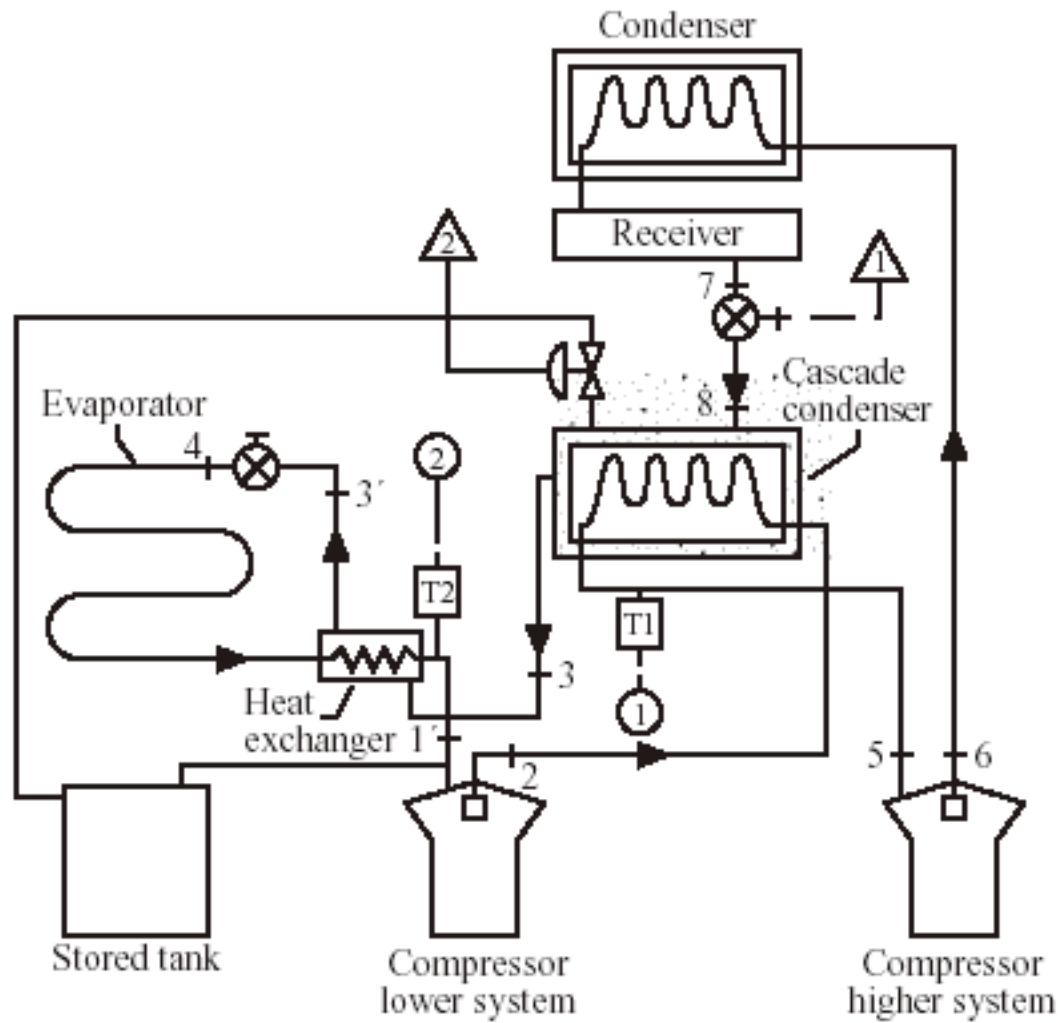 Condenser
Receiver
2
1
7
8
Cascade
condenser
Evaporator
4
2
3´
T2
T1
3
Heat
exchanger
1´
1
2
5
6
Stored tank
Compressor
lower system
Compressor
higher system